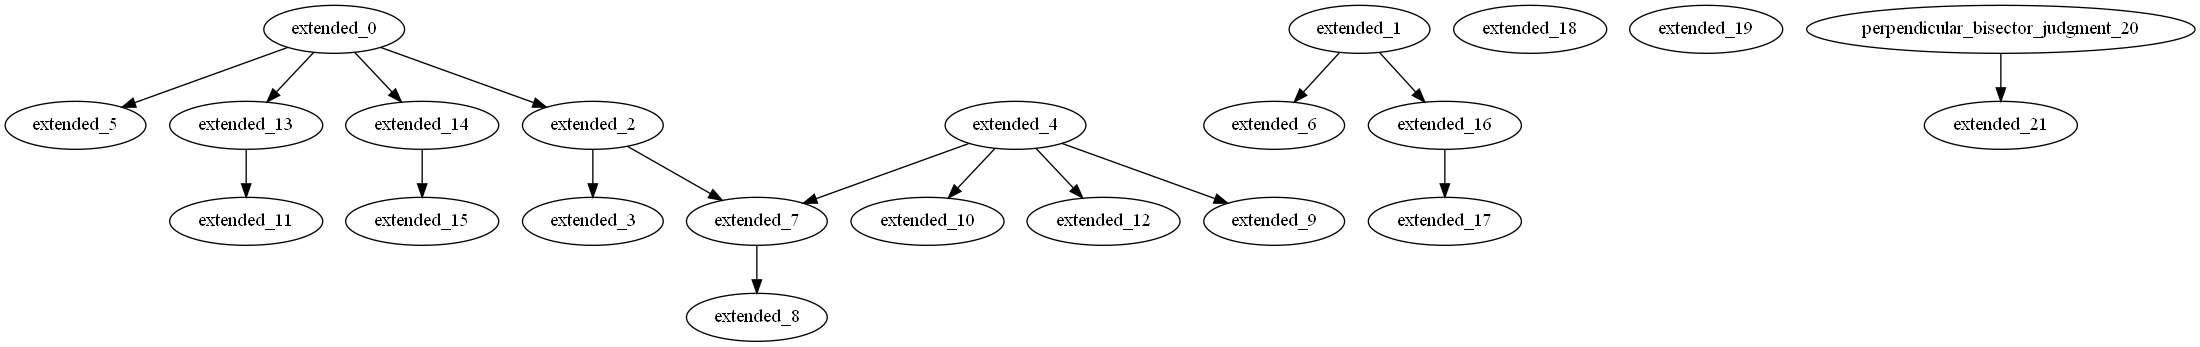 extended_0
extended_1
extended_18
extended_19
perpendicular_bisector_judgment_20
extended_5
extended_13
extended_14
extended_2
extended_4
extended_6
extended_16
extended_21
extended_11
extended_15
extended_3
extended_7
extended_10
extended_12
extended_9
extended_17
extended_8